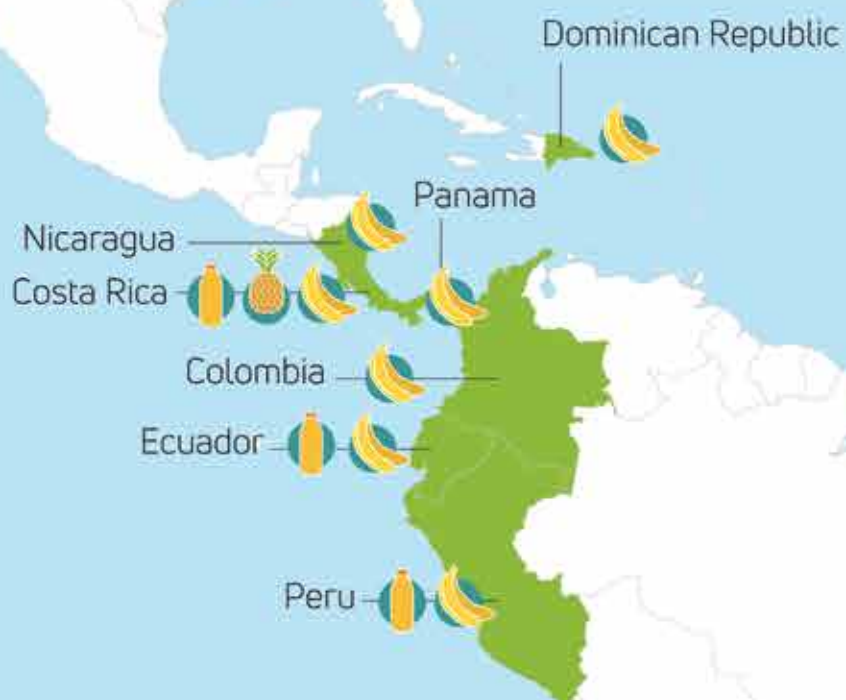 Dominican Republic
Panama
Nicaragua
Costa Rica
Colombia
Ecuador
Peru